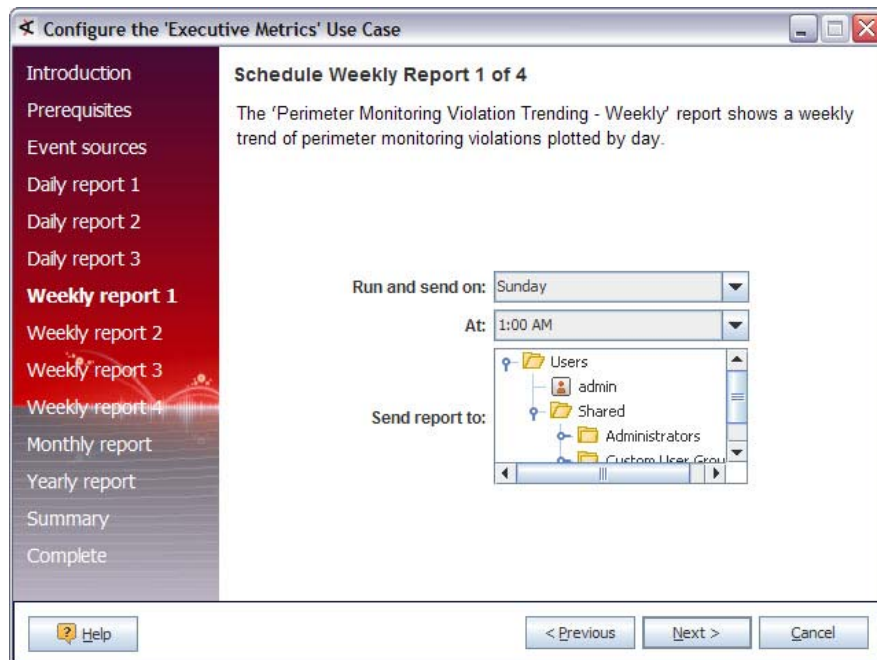 Configure the 'Executive Metrics' Use Case
Introduction
Prerequisites
Event sources
Daily report 1
Daily report 2
Daily report 3
Weekly report 1
Weekly report 2
Weekly report 3
Weekly report 4
Monthly report
Yearly report
Summary
Complete
Schedule Weekly Report 1 of 4
The 'Perimeter Monitoring Violation Trending - Weekly' report shows a weekly
trend of perimeter monitoring violations plotted by day.
Run and send on: Sunday
At: 1:00 AM
Send report to:
Users
admin
Shared
Administrators
Custom User Grou
? Help
< Previous
Next >
Cancel